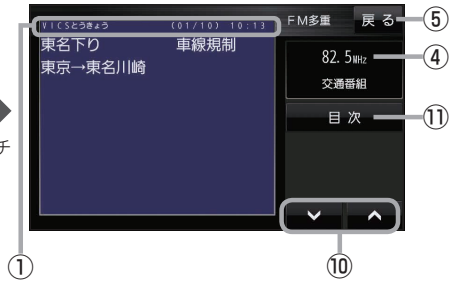 VICSとうきょう (01/10) 10:13 FM多重 戻る ⑤
東名下り 車線規制
東京→東名川崎
82.5MHz ④
交通番組
目次 ⑪
チ
① ⑩